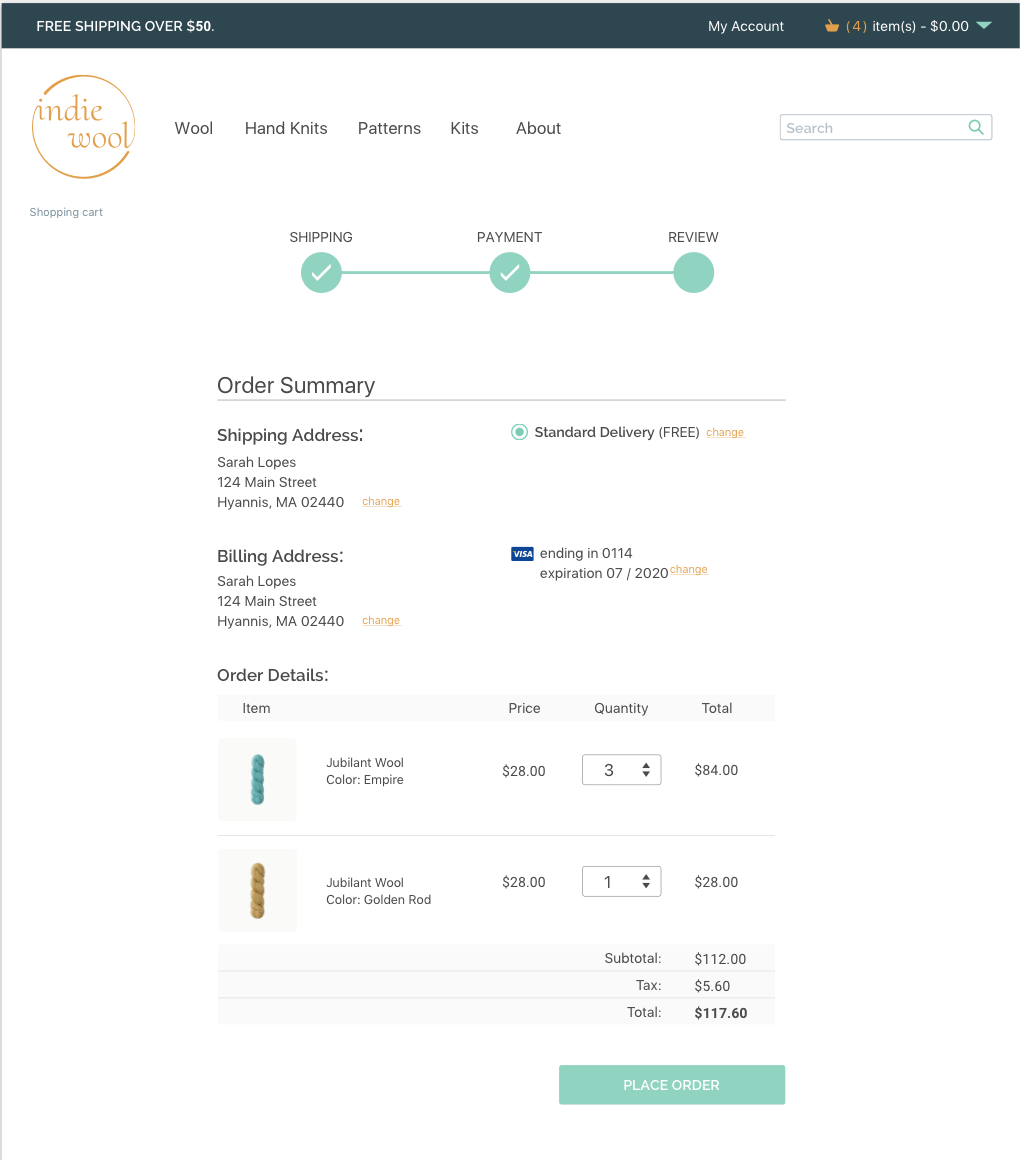 FREE SHIPPING OVER $50.
My Account
(4) item(s) - $0.00
indie
wool
Wool
Hand Knits
Patterns
Kits
About
Search
Shopping cart
SHIPPING
PAYMENT
REVIEW
Order Summary
Shipping Address:
Sarah Lopes
124 Main Street
Hyannis, MA 02440 change
Standard Delivery (FREE) change
Billing Address:
Sarah Lopes
124 Main Street
Hyannis, MA 02440 change
VISA ending in 0114
expiration 07 / 2020 change
Order Details:
Item Price Quantity Total
Jubilant Wool
Color: Empire
$28.00 3 $84.00
Jubilant Wool
Color: Golden Rod
$28.00 1 $28.00
Subtotal: $112.00
Tax: $5.60
Total: $117.60
PLACE ORDER